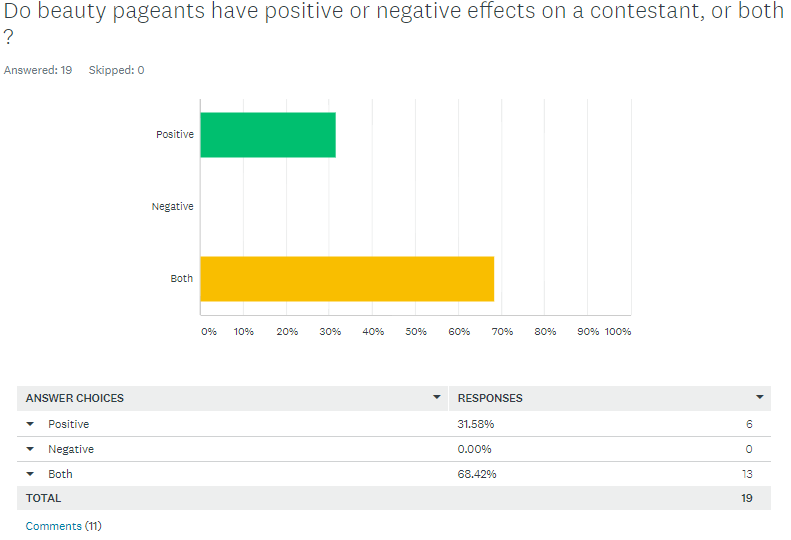 Do beauty pageants have positive or negative effects on a contestant, or both
?
Answered: 19 Skipped: 0
Positive
Negative
Both
0% 10% 20% 30% 40% 50% 60% 70% 80% 90% 100%
ANSWER CHOICES RESPONSES
Positive 31.58% 6
Negative 0.00% 0
Both 68.42% 13
TOTAL 19
Comments (11)